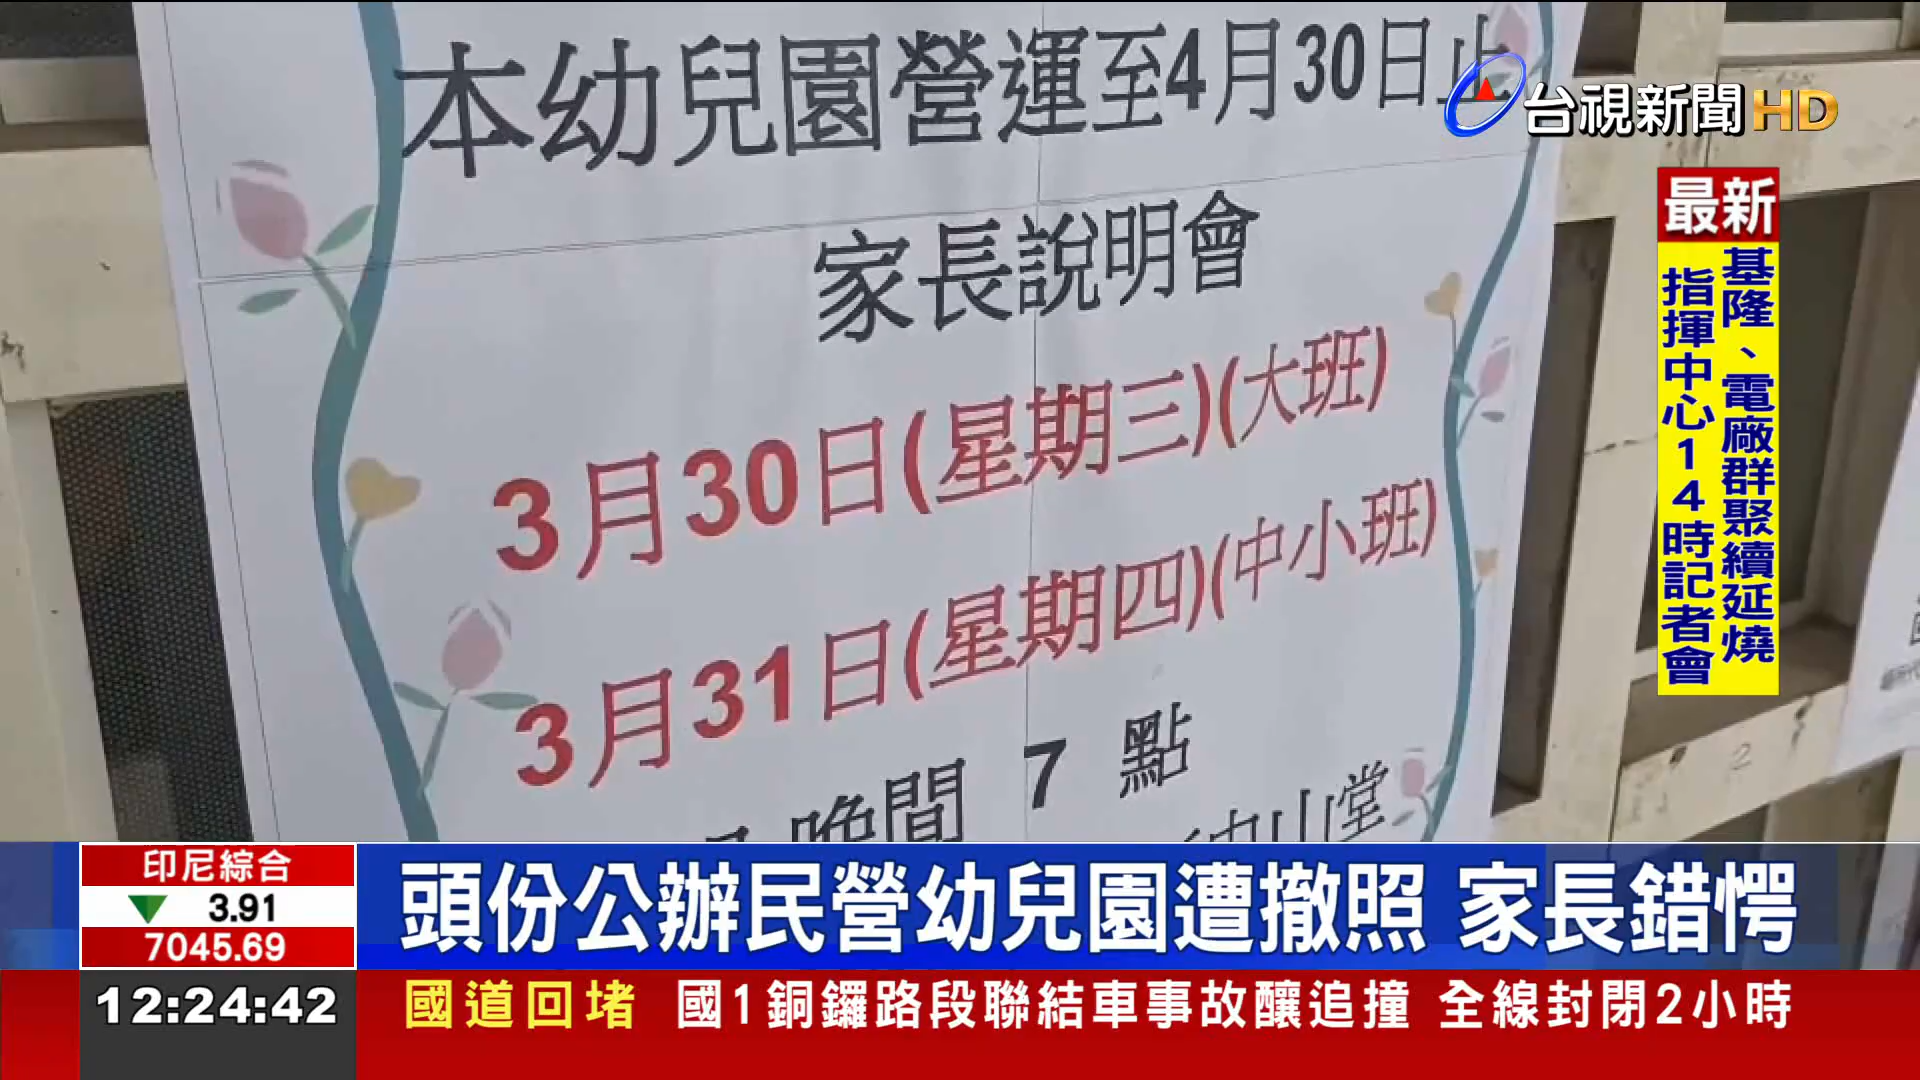 本幼兒園營運至4月30日止
家長說明會
3月30日(星期三)(大班)
3月31日(星期四)(中小班)
晚間 7 點
中山堂
台視新聞HD
最新
基隆、電廠群聚續延燒
指揮中心14時記者會
印尼綜合
3.91
7045.69
12:24:42
頭份公辦民營幼兒園遭撤照 家長錯愕
國道回堵 國1銅鑼路段聯結車事故釀追撞 全線封閉2小時